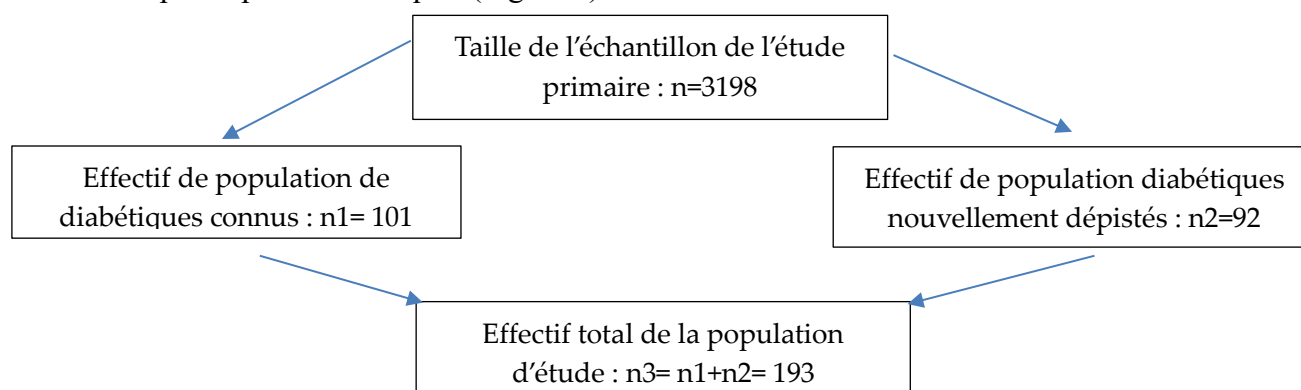 Taille de l’échantillon de l’étude
primaire : n=3198
Effectif de population de
diabétiques connus : n1= 101
Effectif de population diabétiques
nouvellement dépistés : n2=92
Effectif total de la population
d’étude : n3= n1+n2= 193